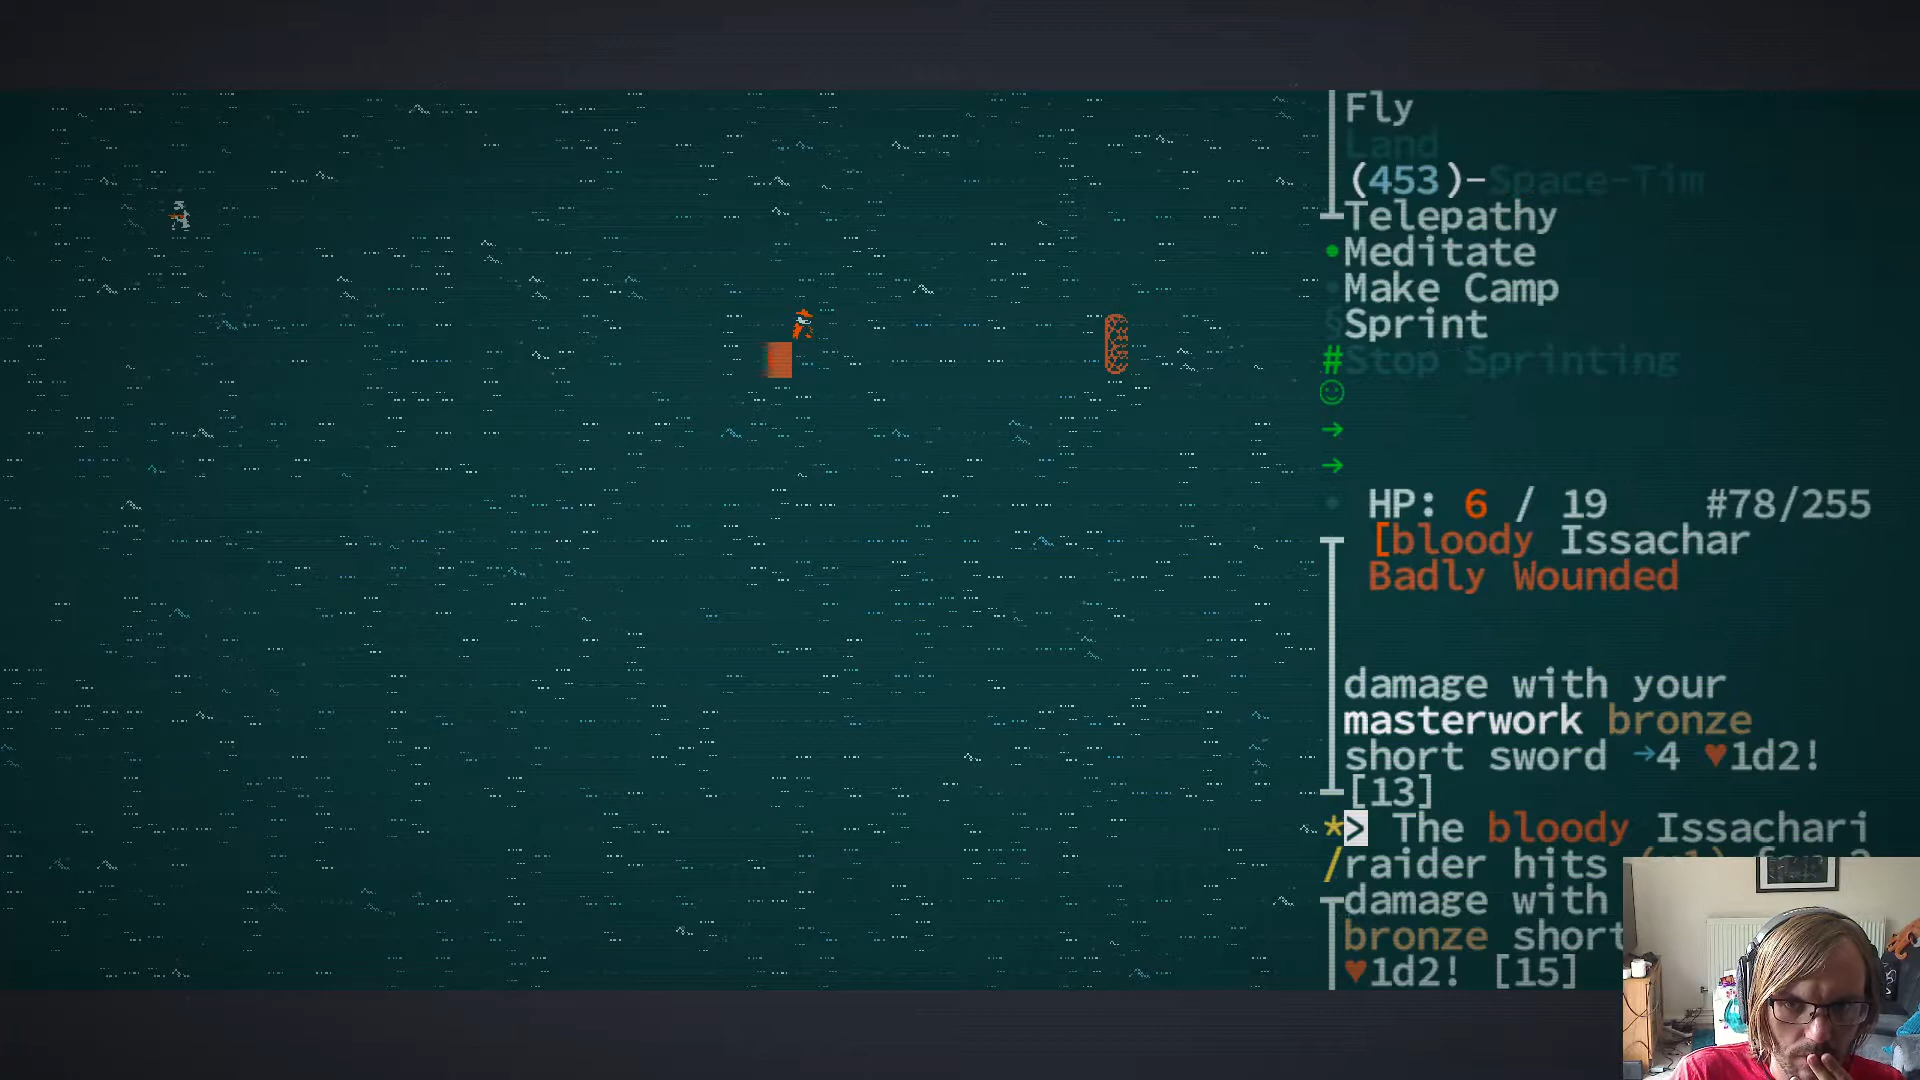 Fly
Land
(453)-Space-Tim
Telepathy
Meditate
Make Camp
Sprint
#Stop Sprinting
HP: 6 / 19 #78/255
[bloody Issachar
Badly Wounded
damage with your
masterwork bronze
short sword →4 ♥1d2!
[13]
*> The bloody Issachari
/raider hits
damage with
bronze short
♥1d2! [15]